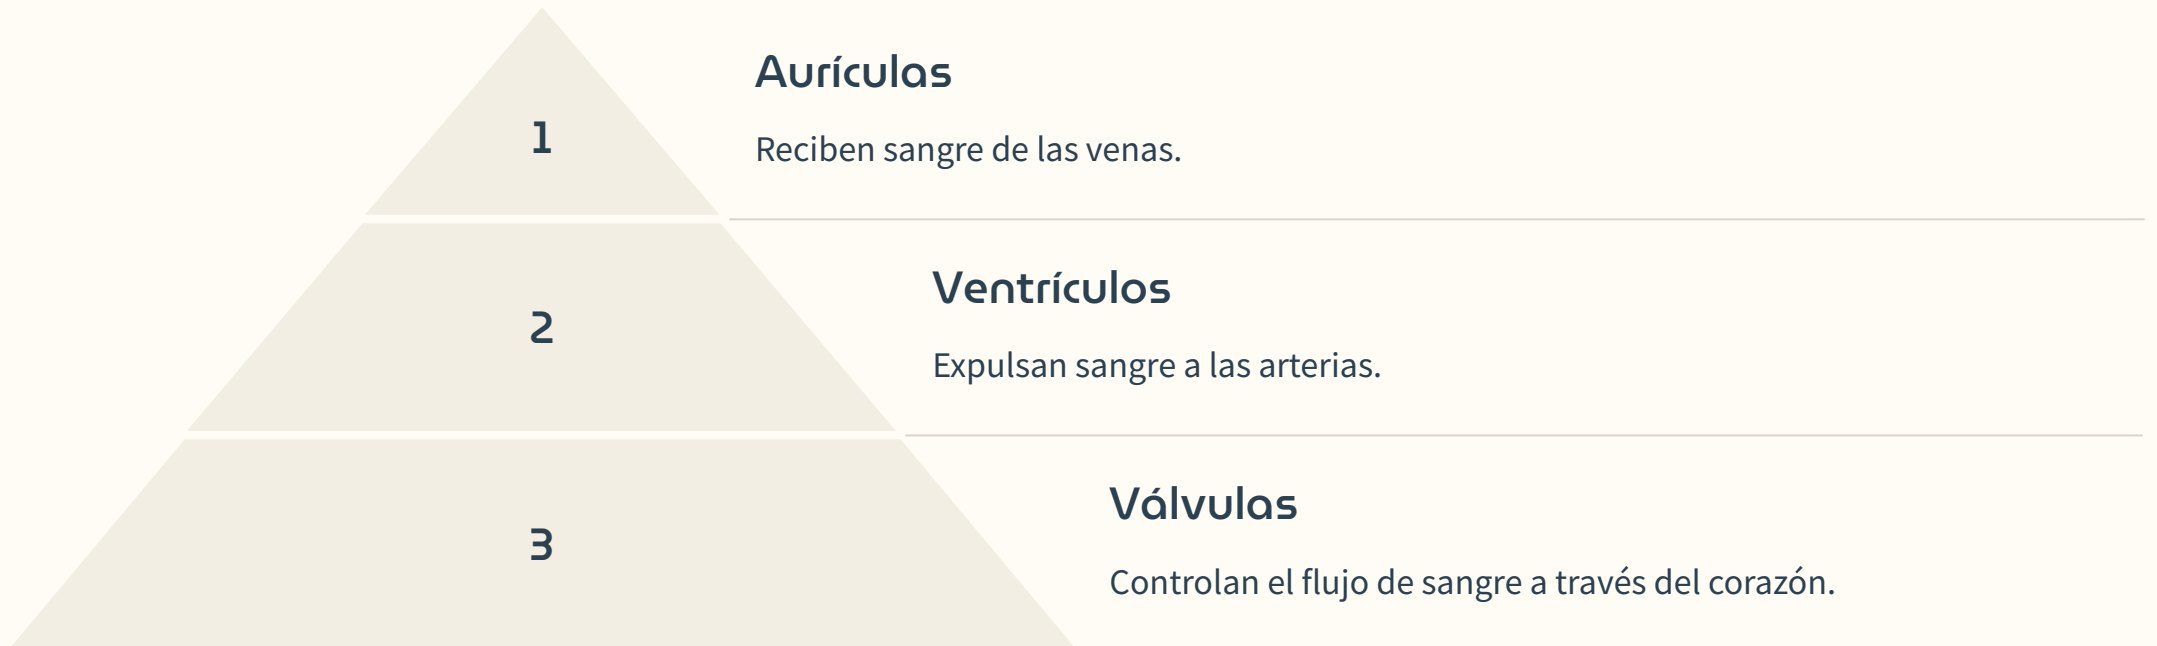 1
Aurículas
Reciben sangre de las venas.
2
Ventrículos
Expulsan sangre a las arterias.
3
Válvulas
Controlan el flujo de sangre a través del corazón.